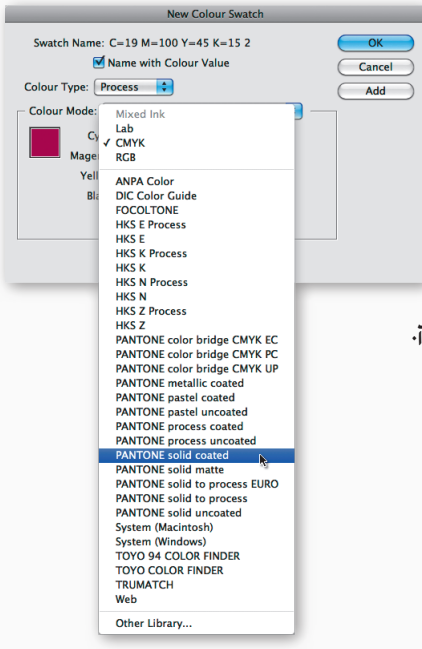 New Colour Swatch
Swatch Name: C=19 M=100 Y=45 K=15 2
OK
Name with Colour Value
Cancel
Colour Type: Process
Add
Colour Mode:
Mixed Ink
Lab
✓ CMYK
RGB
ANPA Color
DIC Color Guide
FOCOLTONE
HKS E Process
HKS E
HKS K Process
HKS K
HKS N Process
HKS N
HKS Z Process
HKS Z
PANTONE color bridge CMYK EC
PANTONE color bridge CMYK PC
PANTONE color bridge CMYK UP
PANTONE metallic coated
PANTONE pastel coated
PANTONE pastel uncoated
PANTONE process coated
PANTONE process uncoated
PANTONE solid coated
PANTONE solid matte
PANTONE solid to process EURO
PANTONE solid to process
PANTONE solid uncoated
System (Macintosh)
System (Windows)
TOYO 94 COLOR FINDER
TOYO COLOR FINDER
TRUMATCH
Web
Other Library...
Cy
Magen
Yell
Bla